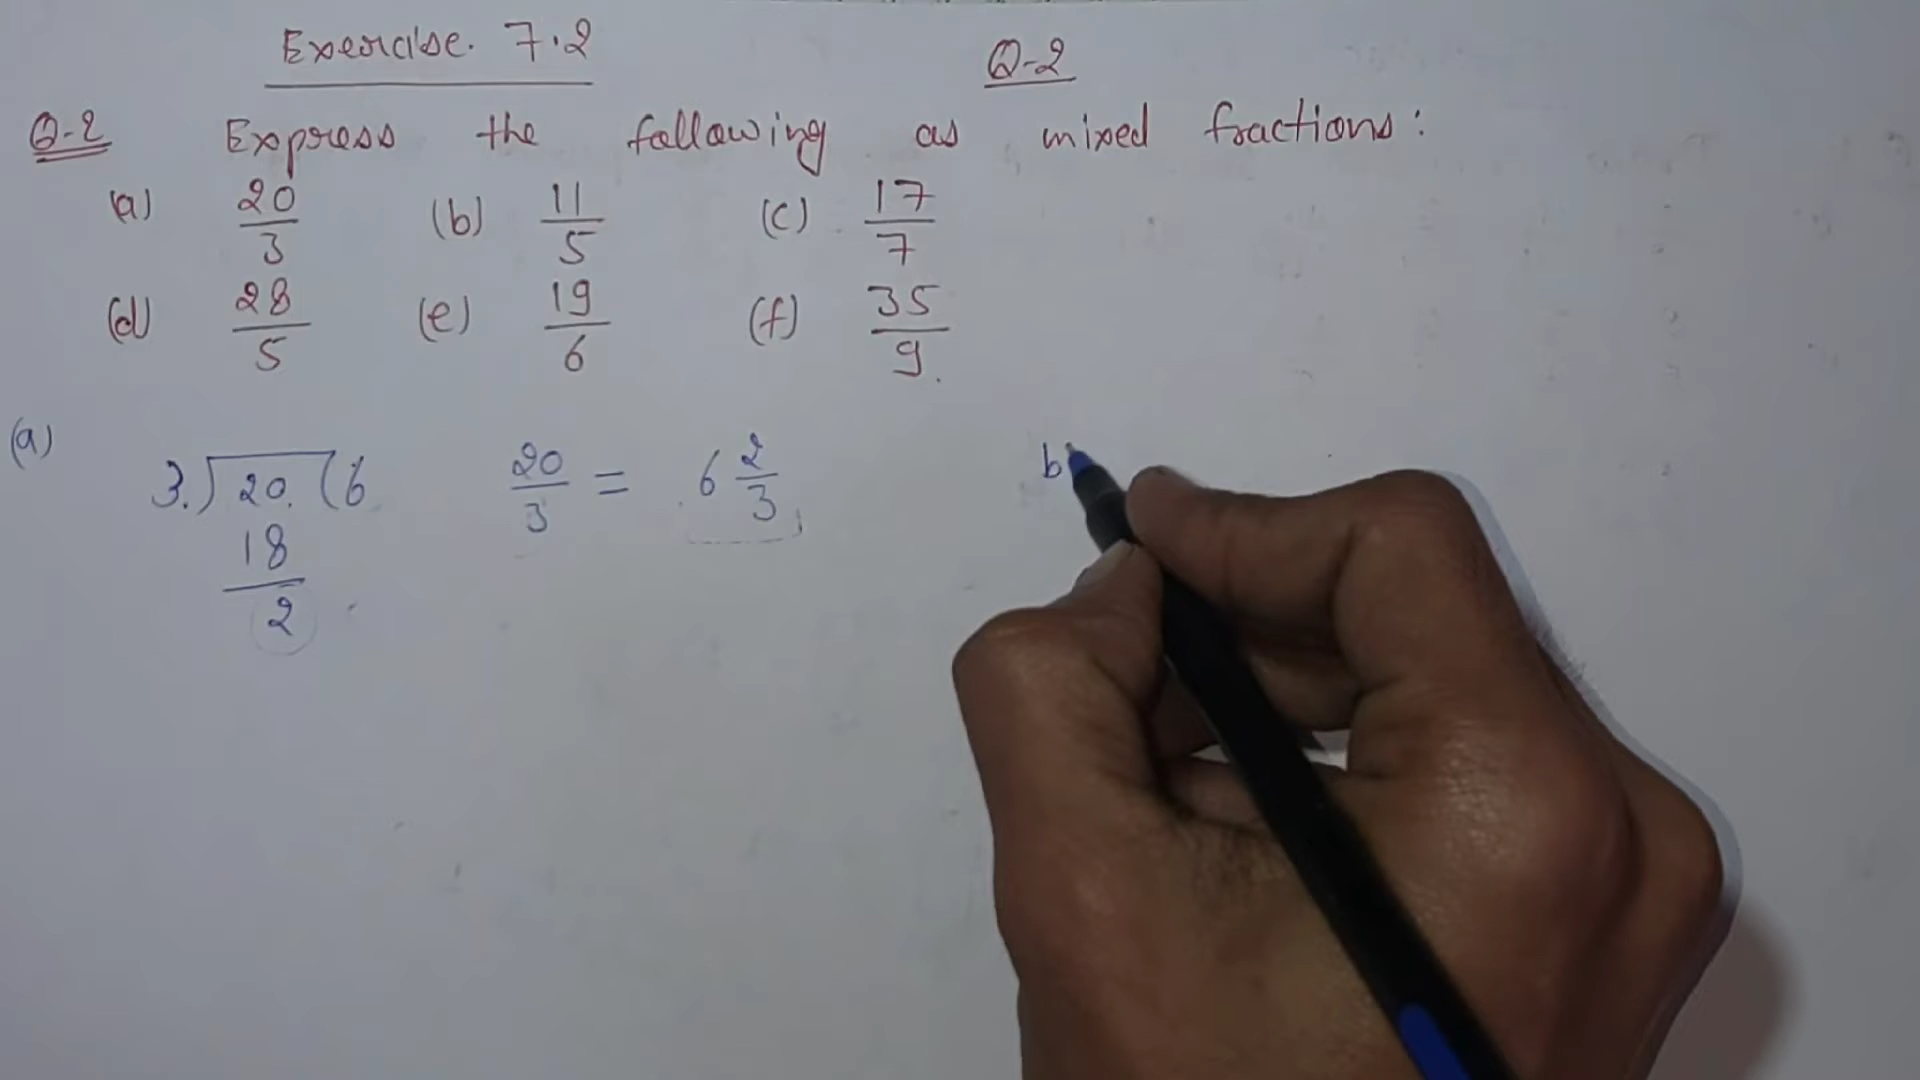 Exercise. 7.2
Q-2
Q-2 Express the following as mixed fractions:
(a) 20/3 (b) 11/5 (c) 17/7
(d) 28/5 (e) 19/6 (f) 35/9.
(a) 3.) 20. (6 20/3 = 6 2/3 b
18
2